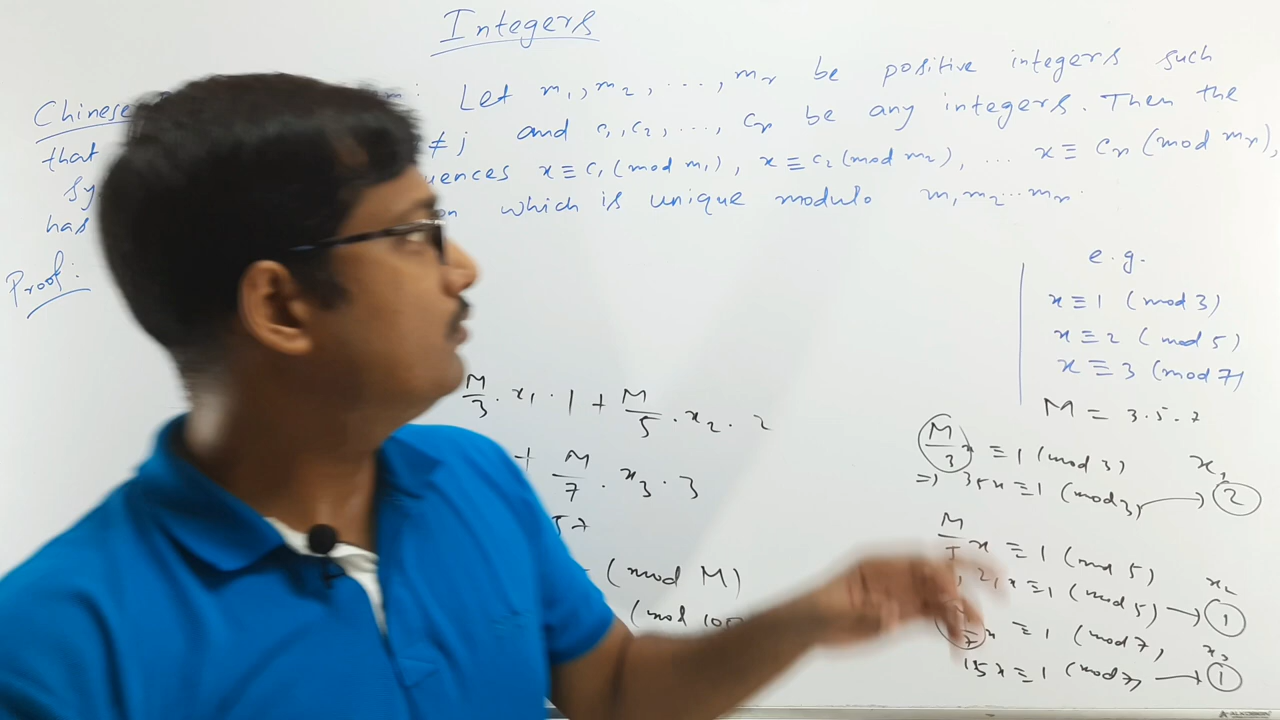 Integers
Chinese : Let m₁, m₂, ..., mᵣ be positive integers such
that ≠ j and c₁, c₂, ..., cᵣ be any integers. Then the
sy uences x ≡ c₁ (mod m₁), x ≡ c₂ (mod m₂), ... x ≡ cᵣ (mod mᵣ),
has on which is unique modulo m₁m₂...mᵣ.
Proof:
e.g.
x ≡ 1 (mod 3)
x ≡ 2 (mod 5)
x ≡ 3 (mod 7)
M = 3.5.7
M/3 . x₁ . 1 + M/5 . x₂ . 2
+ M/7 . x₃ . 3
57
(mod M)
(mod 105
M/3 x ≡ 1 (mod 3) x₁
=> 35x ≡ 1 (mod 3) → 2
M/5 x ≡ 1 (mod 5) x₂
21x ≡ 1 (mod 5) → 1
/7 x ≡ 1 (mod 7) x₃
15x ≡ 1 (mod 7) → 1